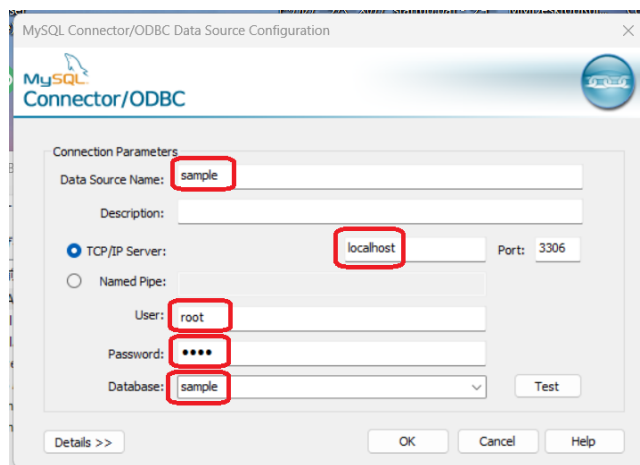 MySQL Connector/ODBC Data Source Configuration
MySQL
Connector/ODBC
Connection Parameters
Data Source Name: sample
Description:
TCP/IP Server: localhost Port: 3306
Named Pipe:
User: root
Password: ••••
Database: sample Test
Details >> OK Cancel Help